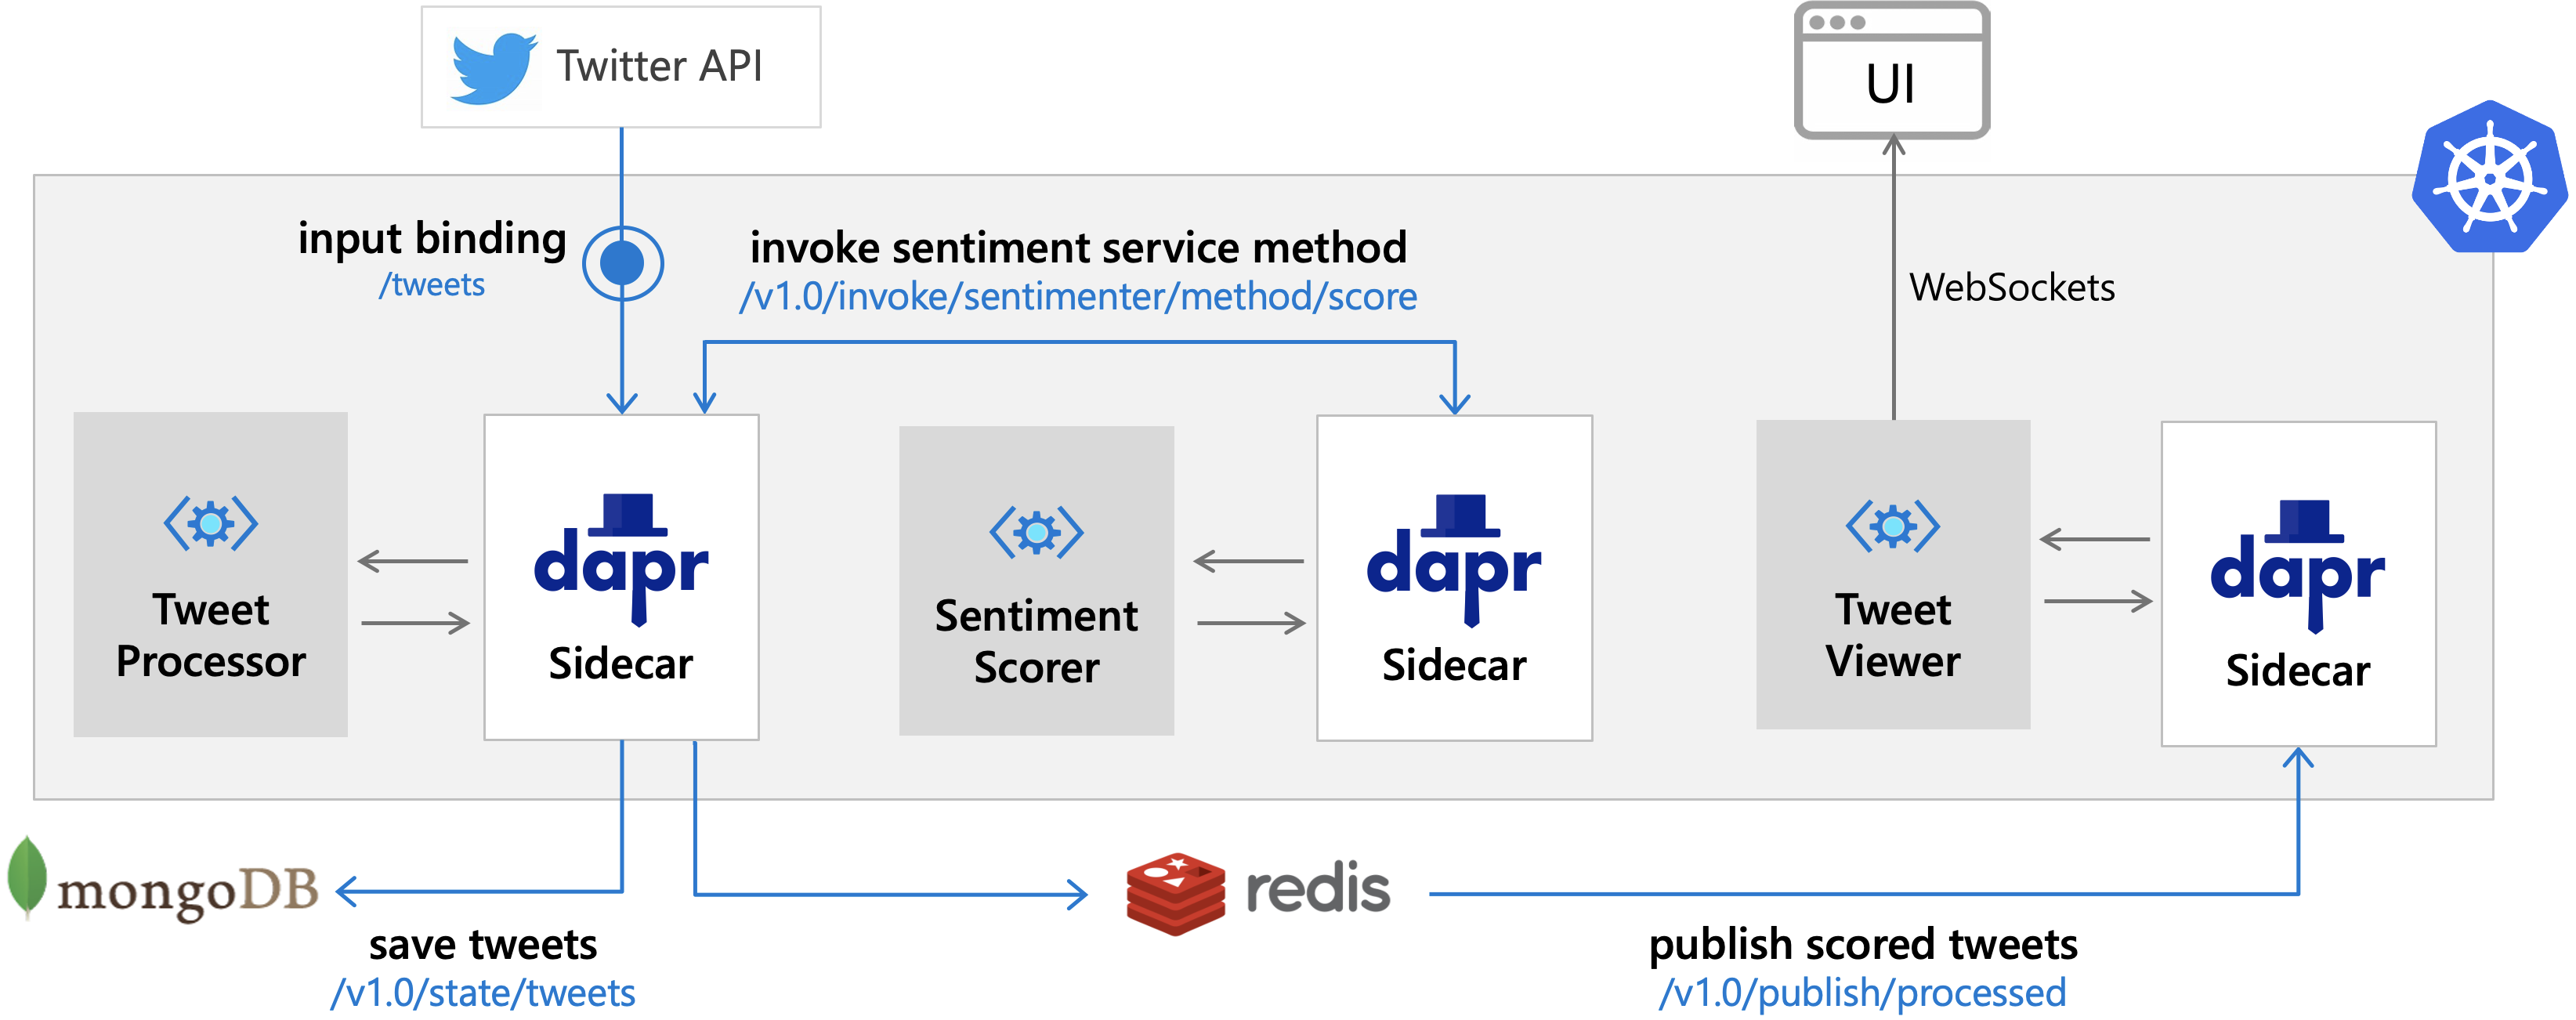 Twitter API
UI
input binding
/tweets
invoke sentiment service method
/v1.0/invoke/sentimenter/method/score
WebSockets
Tweet
Processor
dapr
Sidecar
Sentiment
Scorer
dapr
Sidecar
Tweet
Viewer
dapr
Sidecar
mongoDB
redis
save tweets
/v1.0/state/tweets
publish scored tweets
/v1.0/publish/processed